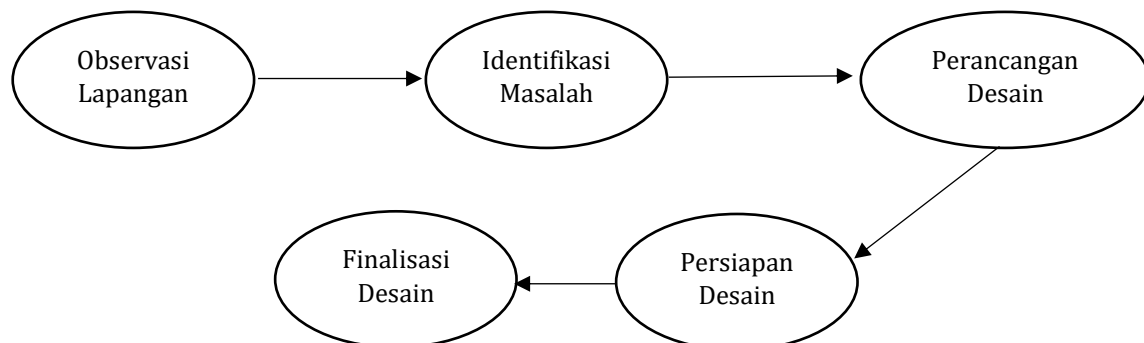 Observasi
Lapangan
Identifikasi
Masalah
Perancangan
Desain
Persiapan
Desain
Finalisasi
Desain